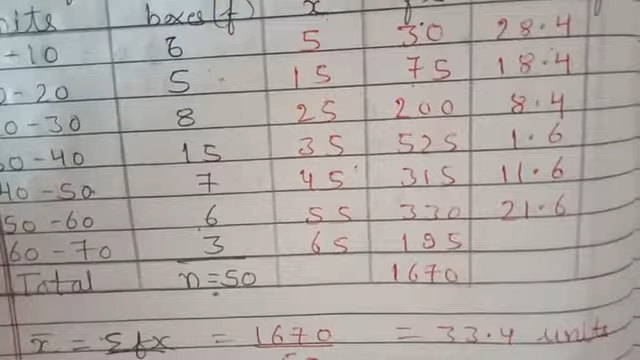 nits boxes (f) x
-10 6 5 30 28.4
0-20 5 15 75 18.4
0-30 8 25 200 8.4
30-40 15 35 525 1.6
40-50 7 45 315 11.6
50-60 6 55 330 21.6
60-70 3 65 195
Total n=50 1670
x̄ = Σfx = 1670 = 33.4 units